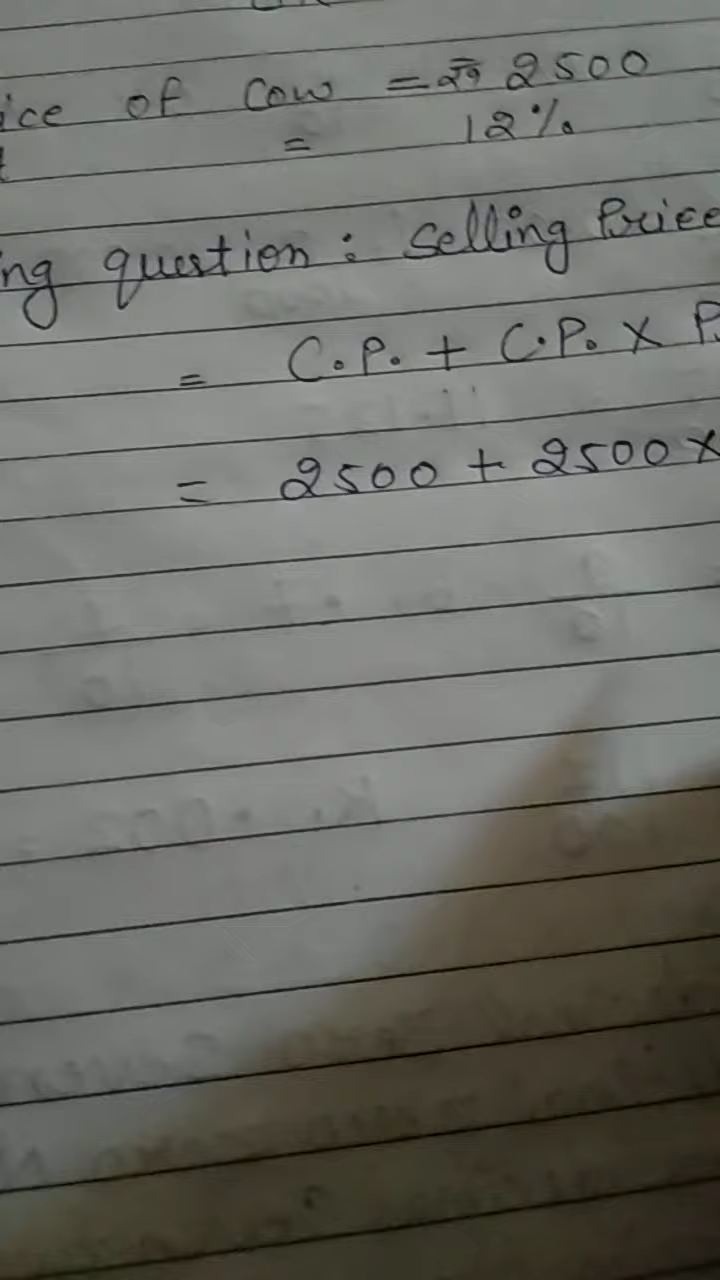 ice of Cow = रू 2500
= 12%
ng question: Selling Price
= C.P. + C.P. × P.
= 2500 + 2500 ×